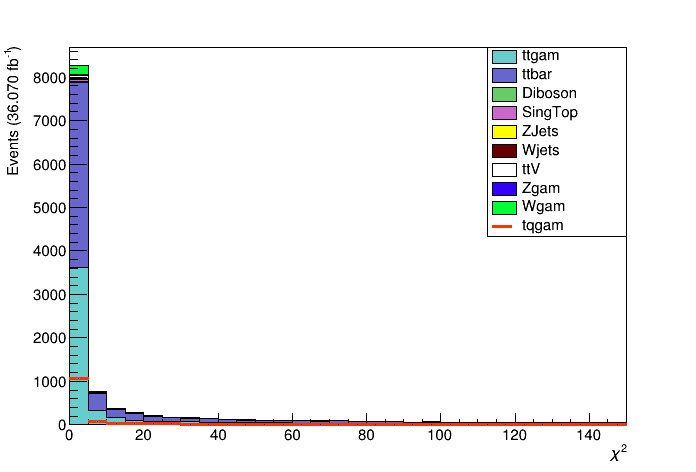 Events (36.070 fb⁻¹)
8000
7000
6000
5000
4000
3000
2000
1000
0
0 20 40 60 80 100 120 140
χ²
ttgam
ttbar
Diboson
SingTop
ZJets
Wjets
ttV
Zgam
Wgam
tqgam